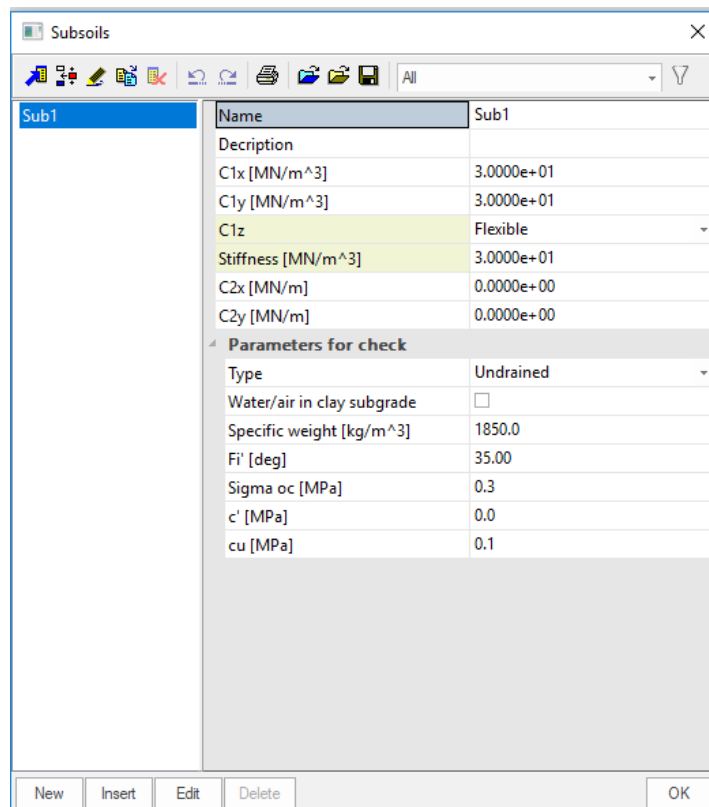 Subsoils
All
Sub1
Name Sub1
Decription
C1x [MN/m^3] 3.0000e+01
C1y [MN/m^3] 3.0000e+01
C1z Flexible
Stiffness [MN/m^3] 3.0000e+01
C2x [MN/m] 0.0000e+00
C2y [MN/m] 0.0000e+00
Parameters for check
Type Undrained
Water/air in clay subgrade
Specific weight [kg/m^3] 1850.0
Fi' [deg] 35.00
Sigma oc [MPa] 0.3
c' [MPa] 0.0
cu [MPa] 0.1
New Insert Edit Delete OK